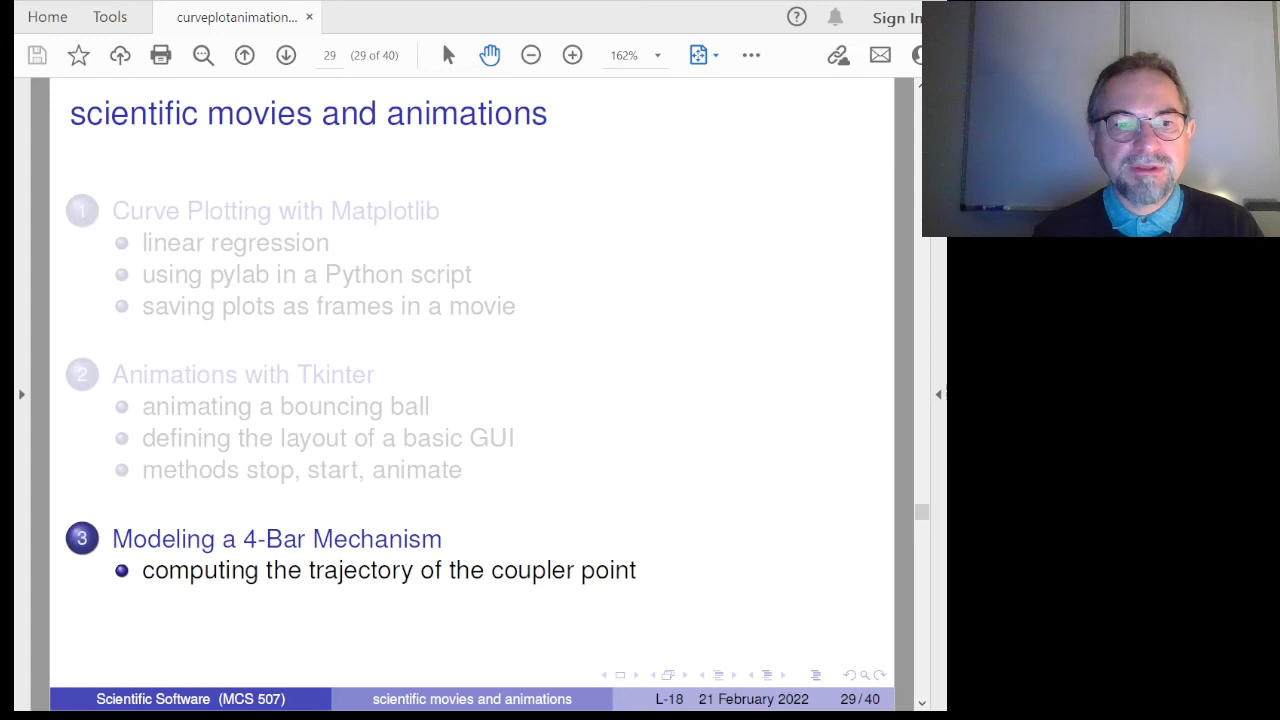 Home Tools curveplotanimation... × Sign In
29 (29 of 40) 162%
scientific movies and animations
1 Curve Plotting with Matplotlib
linear regression
using pylab in a Python script
saving plots as frames in a movie
2 Animations with Tkinter
animating a bouncing ball
defining the layout of a basic GUI
methods stop, start, animate
3 Modeling a 4-Bar Mechanism
computing the trajectory of the coupler point
Scientific Software (MCS 507) scientific movies and animations L-18 21 February 2022 29 / 40